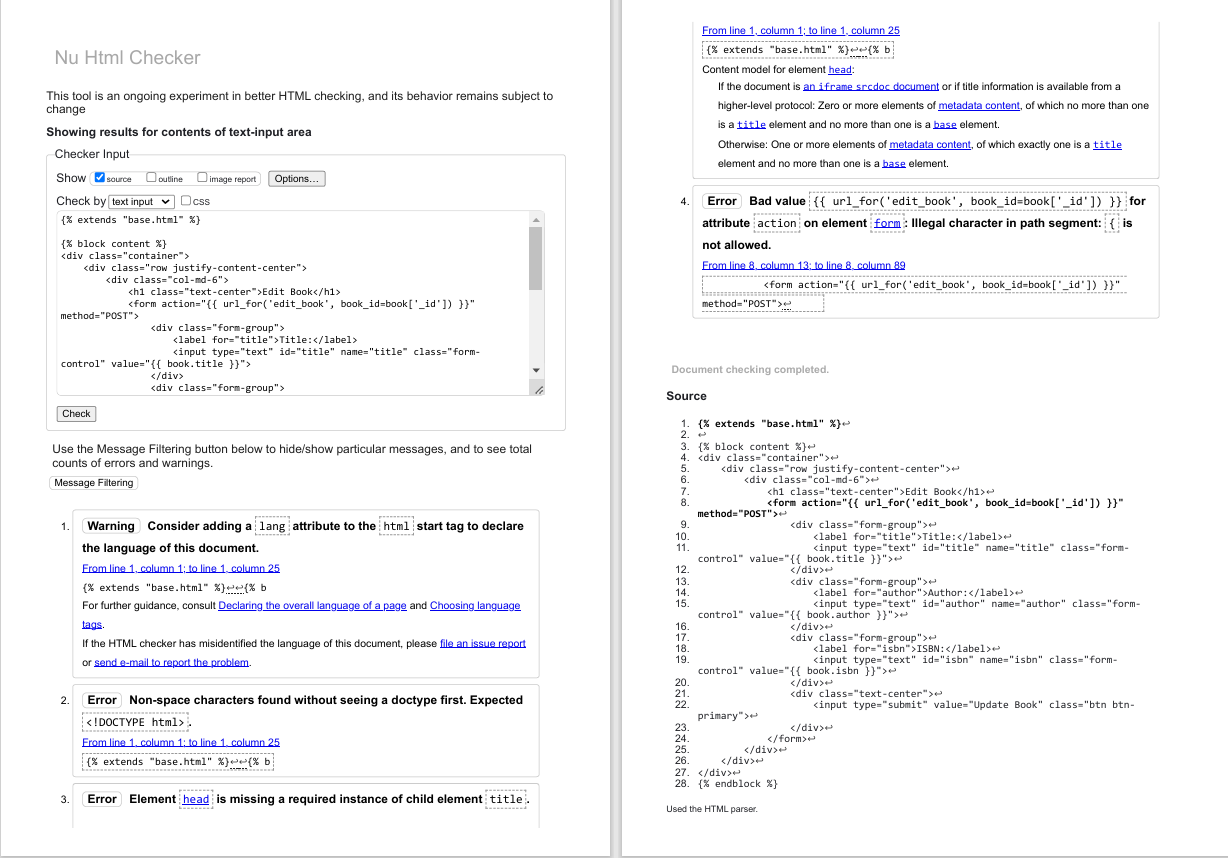 Nu Html Checker
This tool is an ongoing experiment in better HTML checking, and its behavior remains subject to
change
Showing results for contents of text-input area
Checker Input
Show source outline image report Options…
Check by text input css
{% extends "base.html" %}
{% block content %}
<div class="container">
    <div class="row justify-content-center">
        <div class="col-md-6">
            <h1 class="text-center">Edit Book</h1>
            <form action="{{ url_for('edit_book', book_id=book['_id']) }}"
method="POST">
                <div class="form-group">
                    <label for="title">Title:</label>
                    <input type="text" id="title" name="title" class="form-
control" value="{{ book.title }}">
                </div>
                <div class="form-group">
Check
Use the Message Filtering button below to hide/show particular messages, and to see total
counts of errors and warnings.
Message Filtering
1. Warning Consider adding a lang attribute to the html start tag to declare
the language of this document.
From line 1, column 1; to line 1, column 25
{% extends "base.html" %}↩↩{% b
For further guidance, consult Declaring the overall language of a page and Choosing language
tags.
If the HTML checker has misidentified the language of this document, please file an issue report
or send e-mail to report the problem.
2. Error Non-space characters found without seeing a doctype first. Expected
<!DOCTYPE html>.
From line 1, column 1; to line 1, column 25
{% extends "base.html" %}↩↩{% b
3. Error Element head is missing a required instance of child element title.
From line 1, column 1; to line 1, column 25
{% extends "base.html" %}↩↩{% b
Content model for element head:
If the document is an iframe srcdoc document or if title information is available from a
higher-level protocol: Zero or more elements of metadata content, of which no more than one
is a title element and no more than one is a base element.
Otherwise: One or more elements of metadata content, of which exactly one is a title
element and no more than one is a base element.
4. Error Bad value {{ url_for('edit_book', book_id=book['_id']) }} for
attribute action on element form: Illegal character in path segment: { is
not allowed.
From line 8, column 13; to line 8, column 89
<form action="{{ url_for('edit_book', book_id=book['_id']) }}"
method="POST">↩
Document checking completed.
Source
1. {% extends "base.html" %}↩
2. ↩
3. {% block content %}↩
4. <div class="container">↩
5.     <div class="row justify-content-center">↩
6.         <div class="col-md-6">↩
7.             <h1 class="text-center">Edit Book</h1>↩
8.             <form action="{{ url_for('edit_book', book_id=book['_id']) }}"
method="POST">↩
9.                 <div class="form-group">↩
10.                     <label for="title">Title:</label>↩
11.                     <input type="text" id="title" name="title" class="form-
control" value="{{ book.title }}">↩
12.                 </div>↩
13.                 <div class="form-group">↩
14.                     <label for="author">Author:</label>↩
15.                     <input type="text" id="author" name="author" class="form-
control" value="{{ book.author }}">↩
16.                 </div>↩
17.                 <div class="form-group">↩
18.                     <label for="isbn">ISBN:</label>↩
19.                     <input type="text" id="isbn" name="isbn" class="form-
control" value="{{ book.isbn }}">↩
20.                 </div>↩
21.                 <div class="text-center">↩
22.                     <input type="submit" value="Update Book" class="btn btn-
primary">↩
23.                 </div>↩
24.             </form>↩
25.         </div>↩
26.     </div>↩
27. </div>↩
28. {% endblock %}
Used the HTML parser.